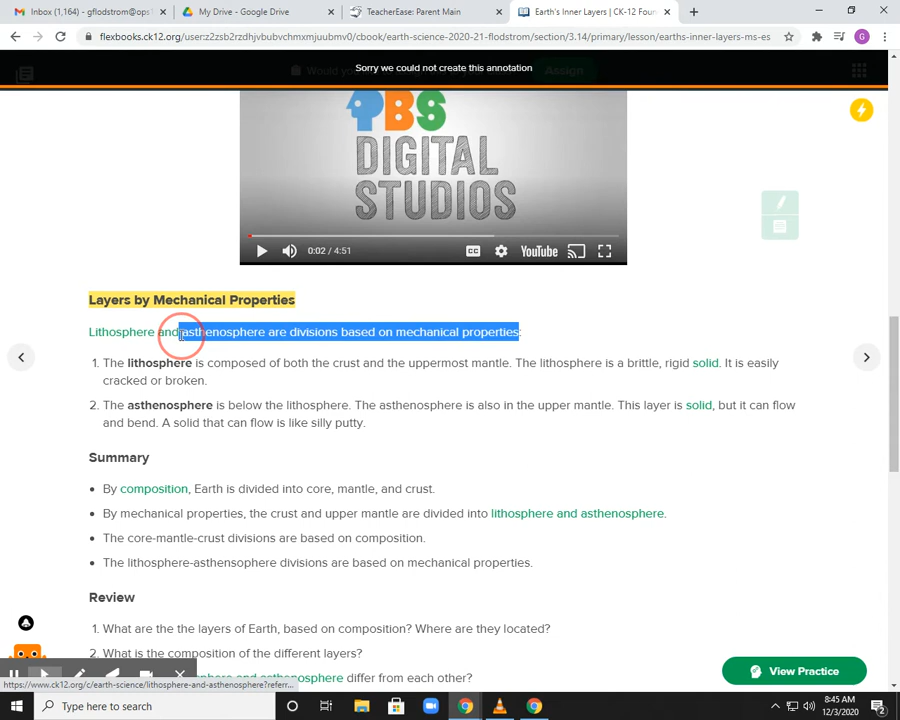 Inbox (1,164) - gflodstrom@ops1
My Drive - Google Drive
TeacherEase: Parent Main
Earth's Inner Layers | CK-12 Foun
flexbooks.ck12.org/user:z2zsb2rzdhjvbubvchmxmjuubmv0/cbook/earth-science-2020-21-flodstrom/section/3.14/primary/lesson/earths-inner-layers-ms-es
G
Sorry we could not create this annotation
Assign
PBS
DIGITAL
STUDIOS
0:02 / 4:51
CC
YouTube
Layers by Mechanical Properties
Lithosphere and asthenosphere are divisions based on mechanical properties:
1. The lithosphere is composed of both the crust and the uppermost mantle. The lithosphere is a brittle, rigid solid. It is easily
cracked or broken.
2. The asthenosphere is below the lithosphere. The asthenosphere is also in the upper mantle. This layer is solid, but it can flow
and bend. A solid that can flow is like silly putty.
Summary
• By composition, Earth is divided into core, mantle, and crust.
• By mechanical properties, the crust and upper mantle are divided into lithosphere and asthenosphere.
• The core-mantle-crust divisions are based on composition.
• The lithosphere-asthensophere divisions are based on mechanical properties.
Review
1. What are the the layers of Earth, based on composition? Where are they located?
2. What is the composition of the different layers?
sphere and asthenosphere differ from each other?
View Practice
https://www.ck12.org/c/earth-science/lithosphere-and-asthenosphere?referr...
Type here to search
8:45 AM
12/3/2020
2